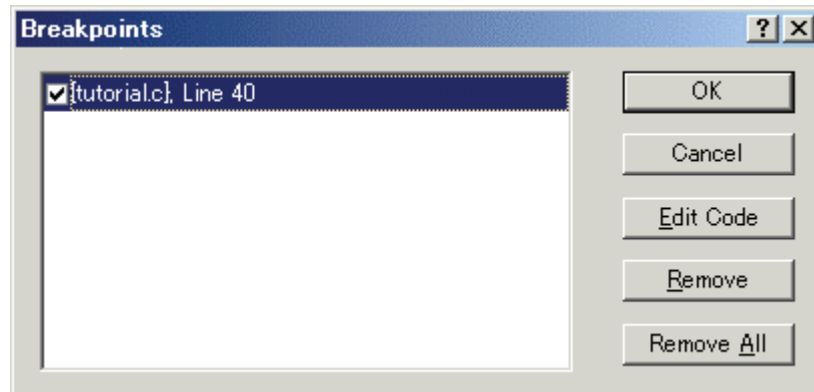 Breakpoints
?
{tutorial.c}, Line 40
OK
Cancel
Edit Code
Remove
Remove All